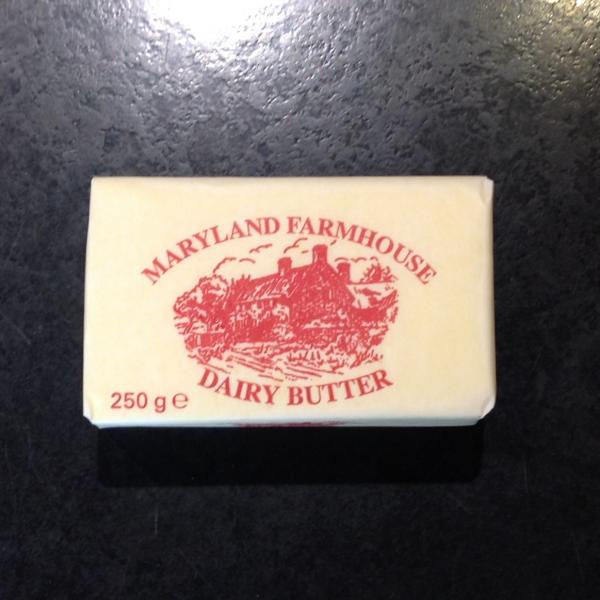 MARYLAND FARMHOUSE
DAIRY BUTTER
250 g ℮